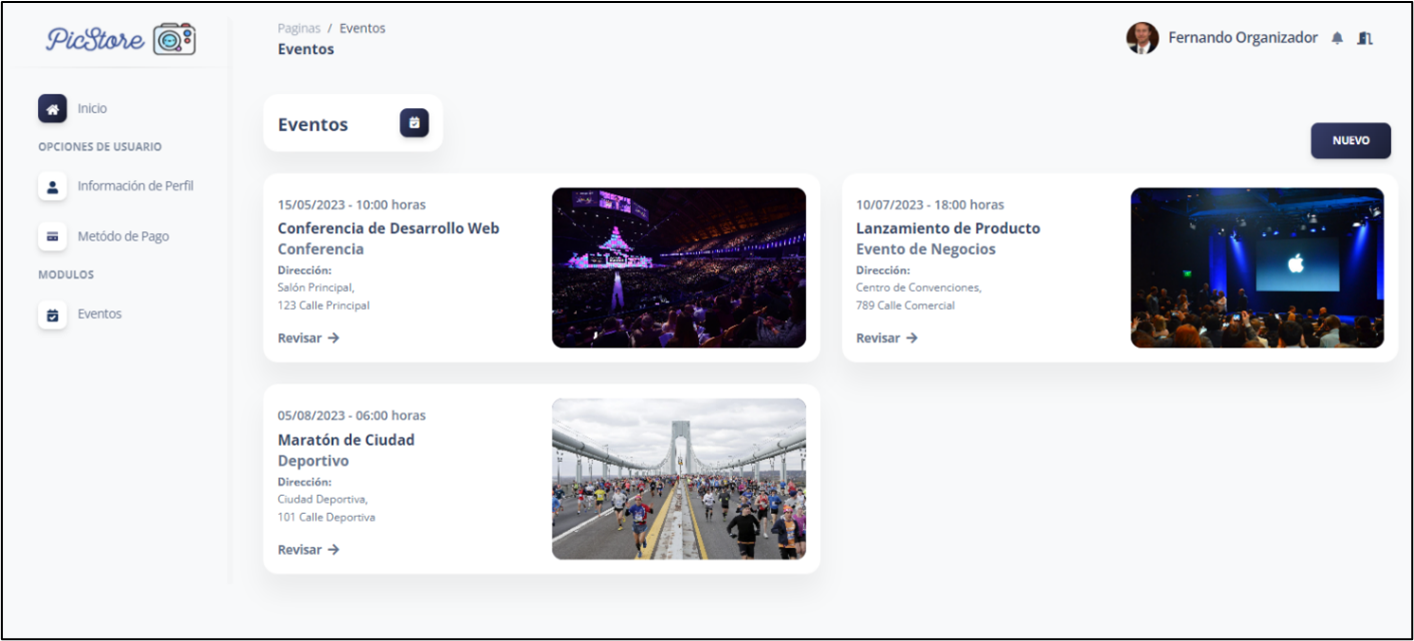 PicStore
Paginas / Eventos
Eventos
Fernando Organizador
Inicio
OPCIONES DE USUARIO
Información de Perfil
Metódo de Pago
MODULOS
Eventos
Eventos
NUEVO
15/05/2023 - 10:00 horas
Conferencia de Desarrollo Web
Conferencia
Dirección:
Salón Principal,
123 Calle Principal
Revisar →
10/07/2023 - 18:00 horas
Lanzamiento de Producto
Evento de Negocios
Dirección:
Centro de Convenciones,
789 Calle Comercial
Revisar →
05/08/2023 - 06:00 horas
Maratón de Ciudad
Deportivo
Dirección:
Ciudad Deportiva,
101 Calle Deportiva
Revisar →